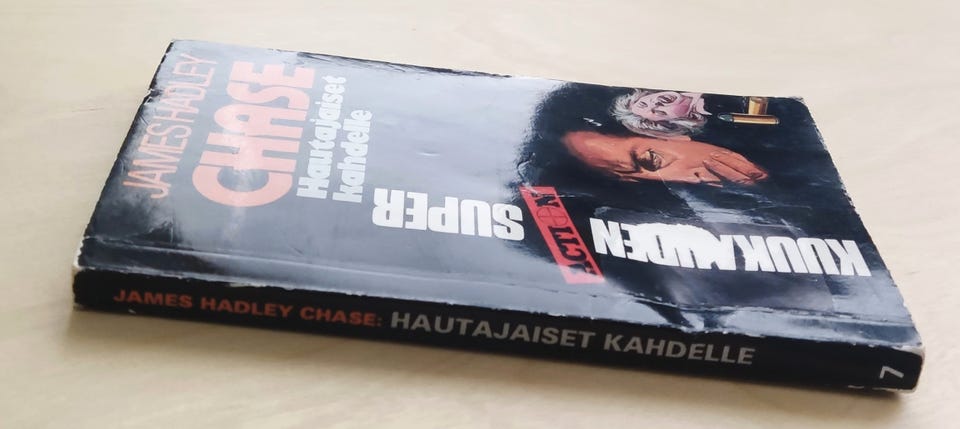 JAMES HADLEY
CHASE
Hautajaiset
kahdelle
SUPER
ACTION
KUUKAUDEN
JAMES HADLEY CHASE: HAUTAJAISET KAHDELLE
7